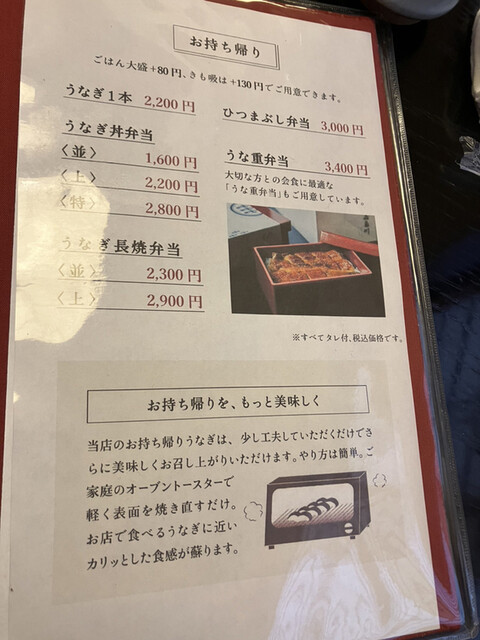 お持ち帰り
ごはん大盛+80円、きも吸は+130円でご用意できます。
うなぎ1本 2,200円
うなぎ丼弁当
〈並〉 1,600円
〈上〉 2,200円
〈特〉 2,800円
うなぎ長焼弁当
〈並〉 2,300円
〈上〉 2,900円
ひつまぶし弁当 3,000円
うな重弁当 3,400円
大切な方との会食に最適な
「うな重弁当」もご用意しています。
※すべてタレ付、税込価格です。
お持ち帰りを、もっと美味しく
当店のお持ち帰りうなぎは、少し工夫していただくだけでさ
らに美味しくお召し上がりいただけます。やり方は簡単。ご
家庭のオーブントースターで
軽く表面を焼き直すだけ。
お店で食べるうなぎに近い
カリッとした食感が蘇ります。